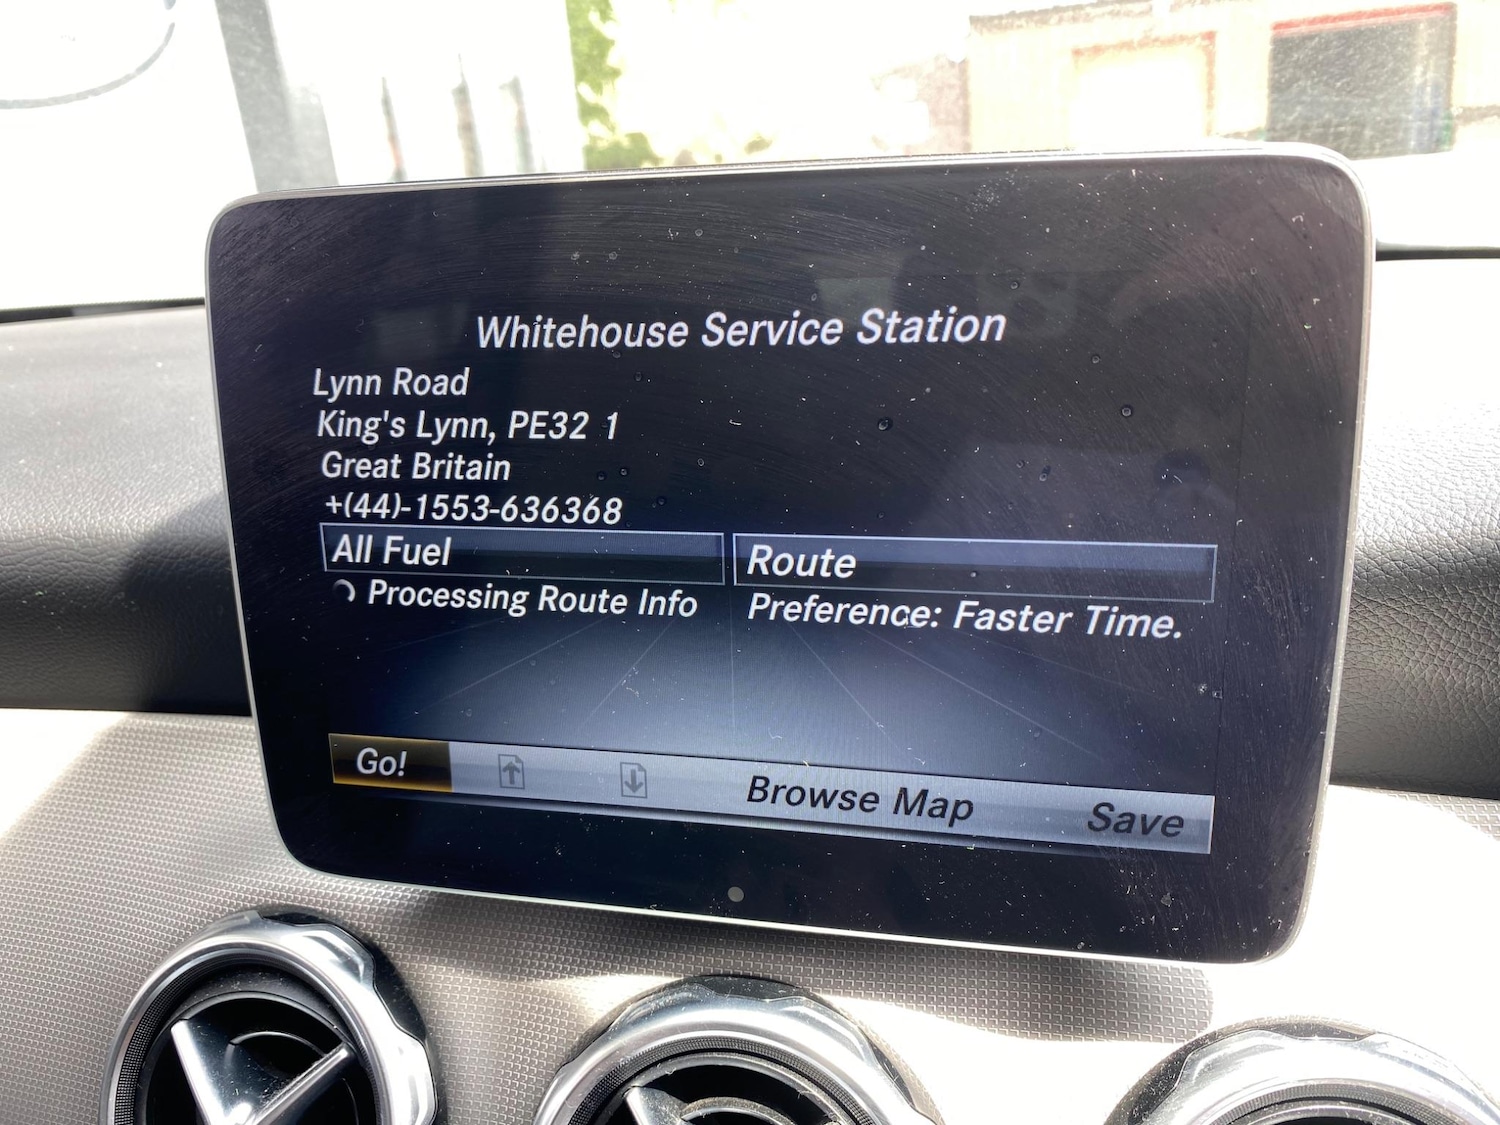 Whitehouse Service Station
Lynn Road
King's Lynn, PE32 1
Great Britain
+(44)-1553-636368
All Fuel
Route
Processing Route Info
Preference: Faster Time.
Go!
Browse Map
Save